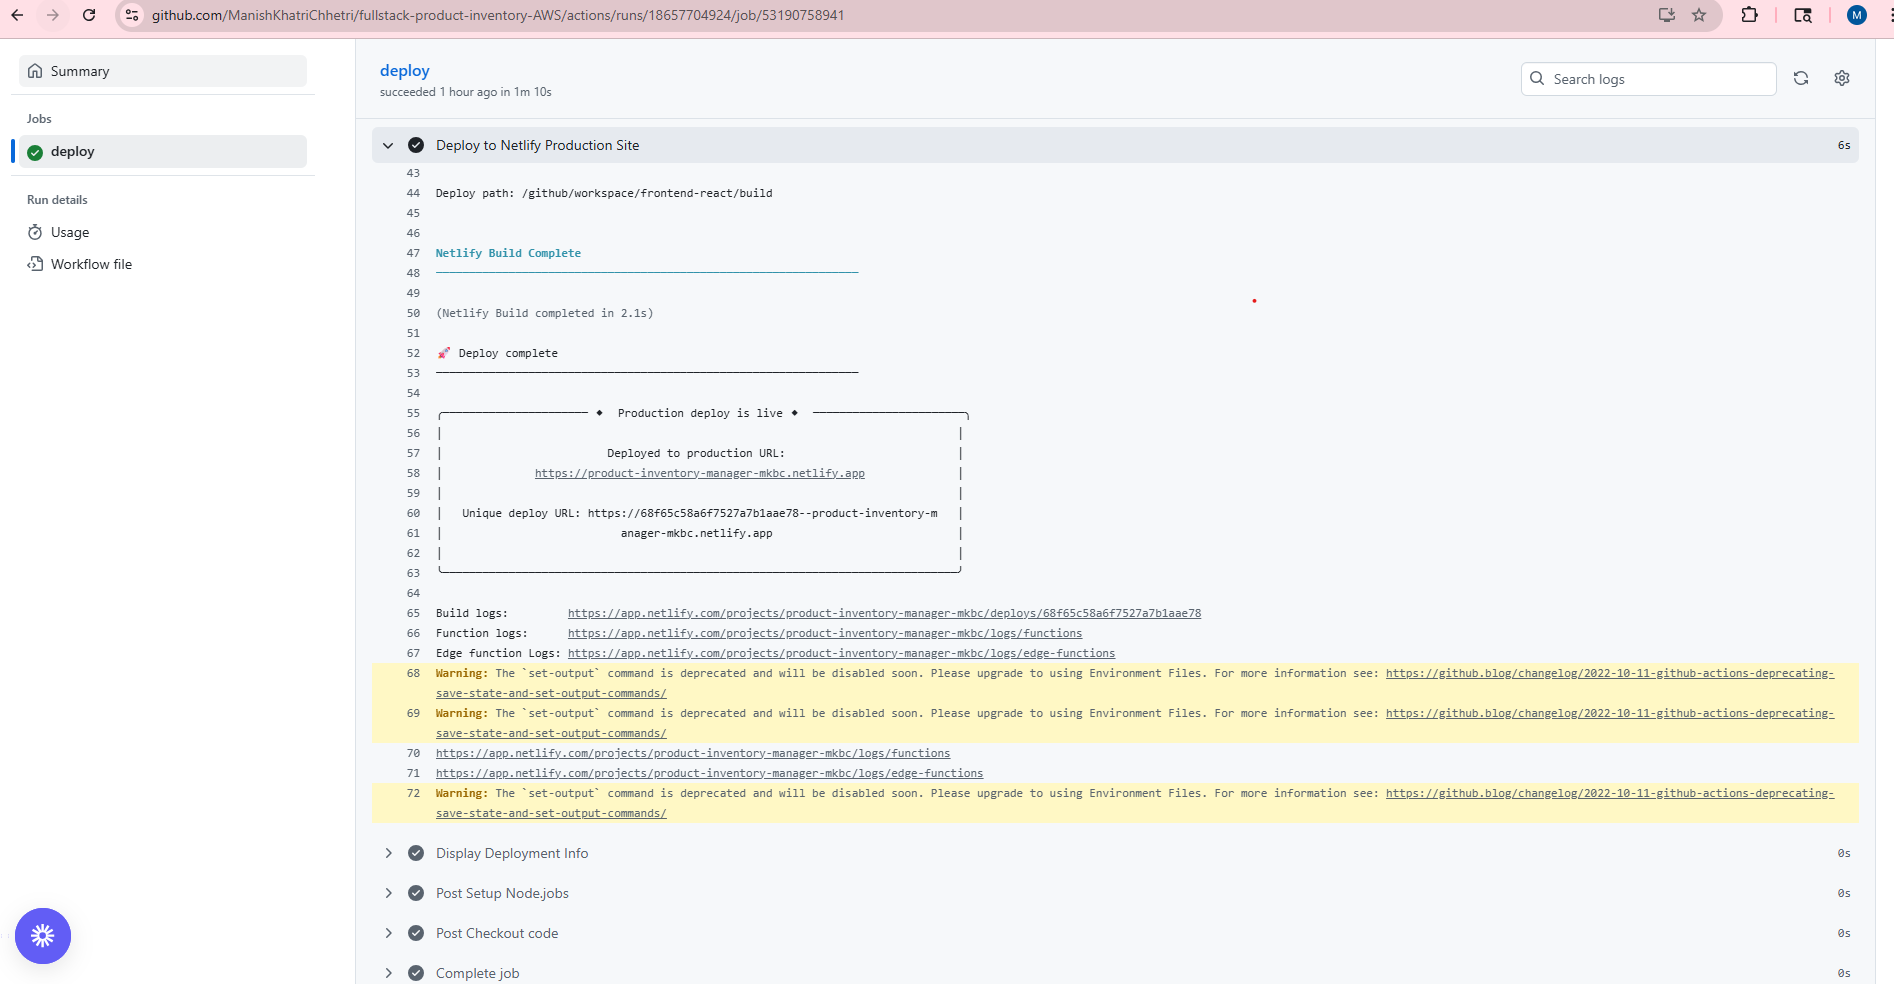 github.com/ManishKhatriChhetri/fullstack-product-inventory-AWS/actions/runs/18657704924/job/53190758941
M
Summary
Jobs
deploy
Run details
Usage
Workflow file
deploy
succeeded 1 hour ago in 1m 10s
Search logs
Deploy to Netlify Production Site 6s
43
44 Deploy path: /github/workspace/frontend-react/build
45
46
47 Netlify Build Complete
48 ────────────────────────────────────────────────────────────────
49
50 (Netlify Build completed in 2.1s)
51
52 🚀 Deploy complete
53 ────────────────────────────────────────────────────────────────
54
55 ╭────────────────────── ⬥  Production deploy is live ⬥  ───────────────────────╮
56 │ │
57 │ Deployed to production URL: │
58 │ https://product-inventory-manager-mkbc.netlify.app │
59 │ │
60 │ Unique deploy URL: https://68f65c58a6f7527a7b1aae78--product-inventory-m │
61 │ anager-mkbc.netlify.app │
62 │ │
63 ╰──────────────────────────────────────────────────────────────────────────────╯
64
65 Build logs: https://app.netlify.com/projects/product-inventory-manager-mkbc/deploys/68f65c58a6f7527a7b1aae78
66 Function logs: https://app.netlify.com/projects/product-inventory-manager-mkbc/logs/functions
67 Edge function Logs: https://app.netlify.com/projects/product-inventory-manager-mkbc/logs/edge-functions
68 Warning: The `set-output` command is deprecated and will be disabled soon. Please upgrade to using Environment Files. For more information see: https://github.blog/changelog/2022-10-11-github-actions-deprecating-
save-state-and-set-output-commands/
69 Warning: The `set-output` command is deprecated and will be disabled soon. Please upgrade to using Environment Files. For more information see: https://github.blog/changelog/2022-10-11-github-actions-deprecating-
save-state-and-set-output-commands/
70 https://app.netlify.com/projects/product-inventory-manager-mkbc/logs/functions
71 https://app.netlify.com/projects/product-inventory-manager-mkbc/logs/edge-functions
72 Warning: The `set-output` command is deprecated and will be disabled soon. Please upgrade to using Environment Files. For more information see: https://github.blog/changelog/2022-10-11-github-actions-deprecating-
save-state-and-set-output-commands/
Display Deployment Info 0s
Post Setup Node.jobs 0s
Post Checkout code 0s
Complete job 0s